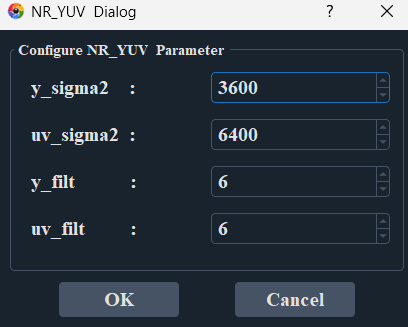 NR_YUV Dialog ? ×
Configure NR_YUV Parameter
y_sigma2 : 3600
uv_sigma2 : 6400
y_filt : 6
uv_filt : 6
OK Cancel